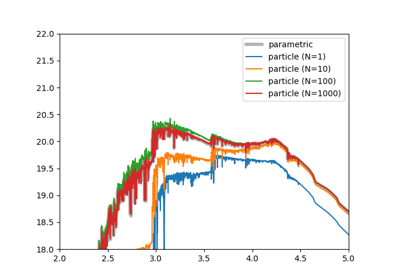 22.0
21.5
21.0
20.5
20.0
19.5
19.0
18.5
18.0
2.0 2.5 3.0 3.5 4.0 4.5 5.0
parametric
particle (N=1)
particle (N=10)
particle (N=100)
particle (N=1000)